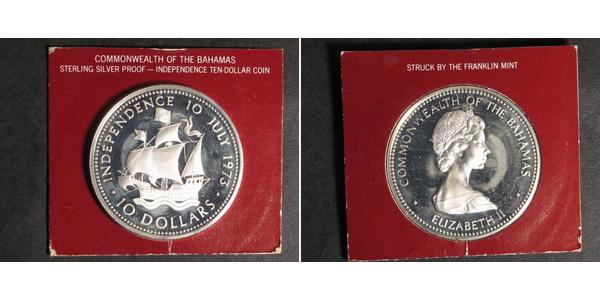 COMMONWEALTH OF THE BAHAMAS
STERLING SILVER PROOF — INDEPENDENCE TEN-DOLLAR COIN
INDEPENDENCE 10 JULY 1973
10 DOLLARS
STRUCK BY THE FRANKLIN MINT
COMMONWEALTH OF THE BAHAMAS
ELIZABETH II